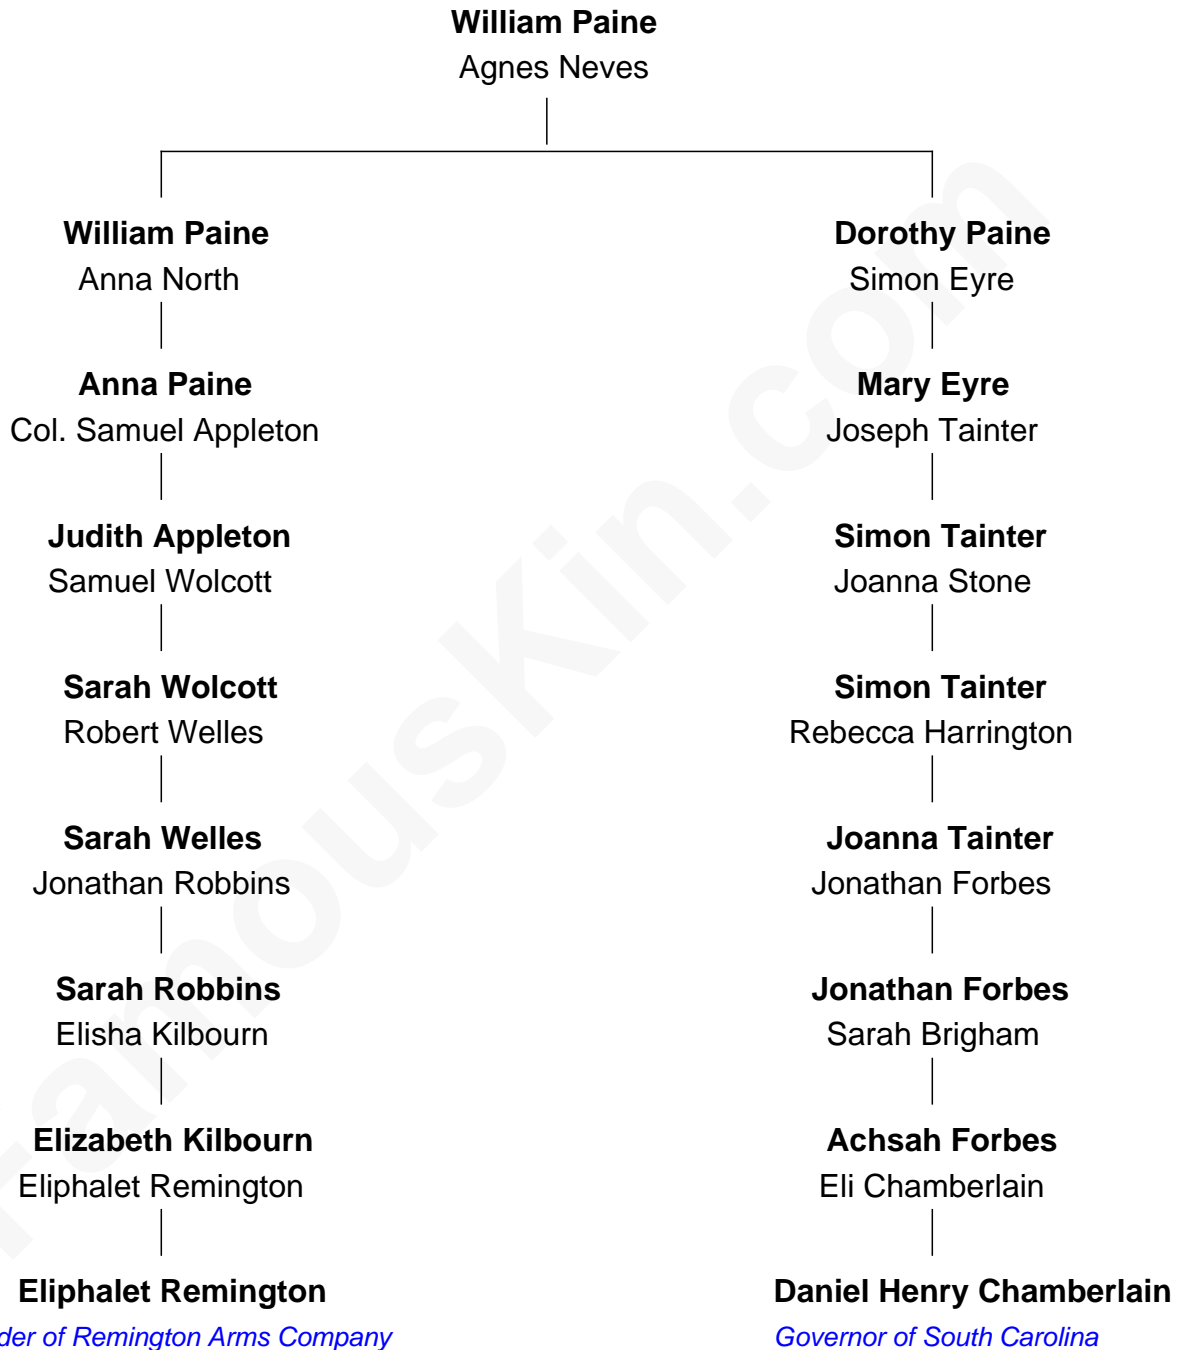 William Paine
Agnes Neves
William Paine
Anna North
Dorothy Paine
Simon Eyre
Anna Paine
Col. Samuel Appleton
Mary Eyre
Joseph Tainter
Judith Appleton
Samuel Wolcott
Simon Tainter
Joanna Stone
Sarah Wolcott
Robert Welles
Simon Tainter
Rebecca Harrington
Sarah Welles
Jonathan Robbins
Joanna Tainter
Jonathan Forbes
Sarah Robbins
Elisha Kilbourn
Jonathan Forbes
Sarah Brigham
Elizabeth Kilbourn
Eliphalet Remington
Achsah Forbes
Eli Chamberlain
Eliphalet Remington
der of Remington Arms Company
Daniel Henry Chamberlain
Governor of South Carolina
FamousKin.com